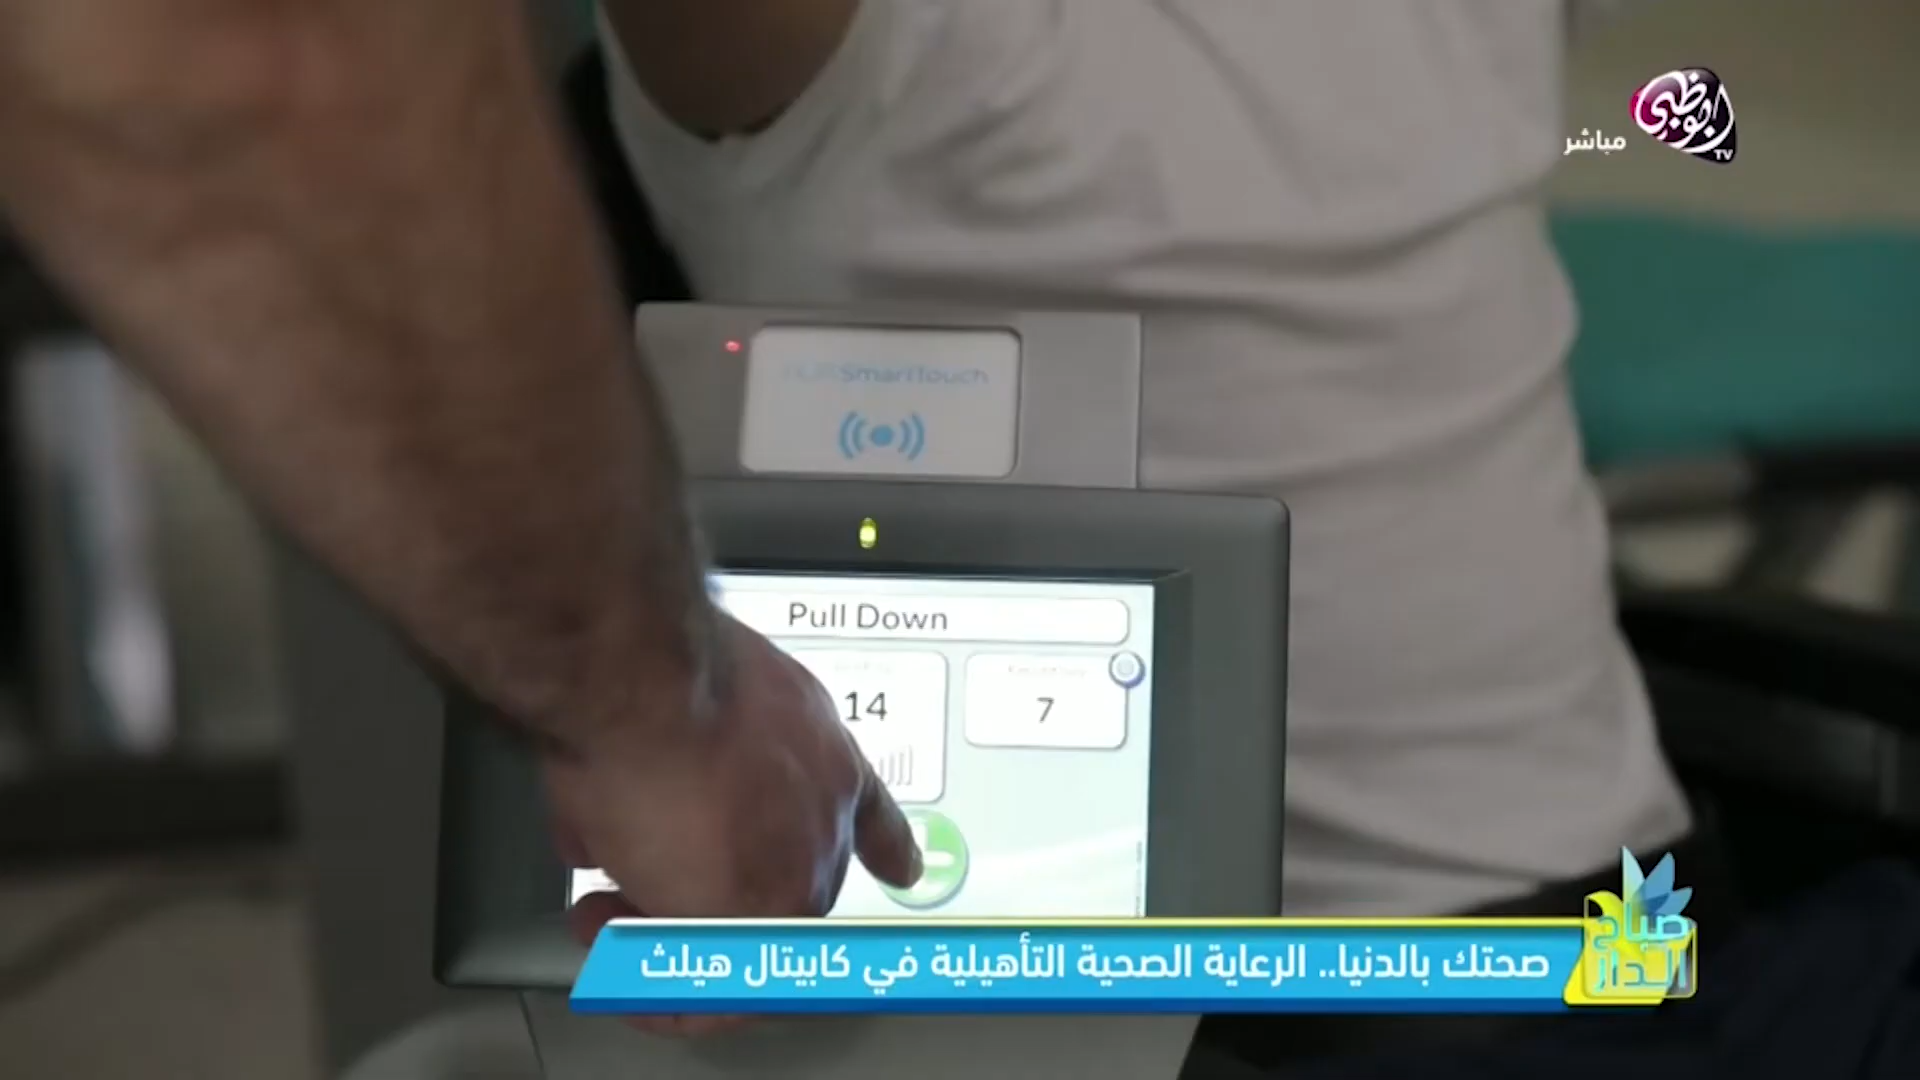 أبوظبي
TV
مباشر
SmartTouch
Pull Down
14
7
صحتك بالدنيا.. الرعاية الصحية التأهيلية في كابيتال هيلث
صباح
الدار